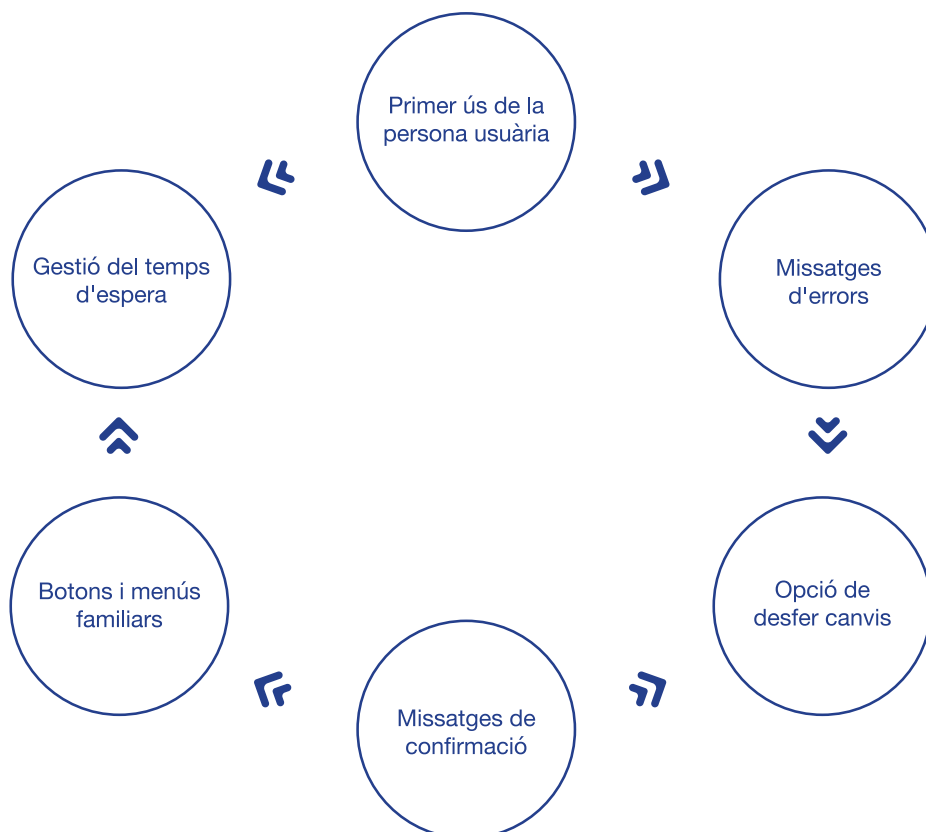 Primer ús de la
persona usuària
Gestió del temps
d'espera
Missatges
d'errors
Botons i menús
familiars
Opció de
desfer canvis
Missatges de
confirmació